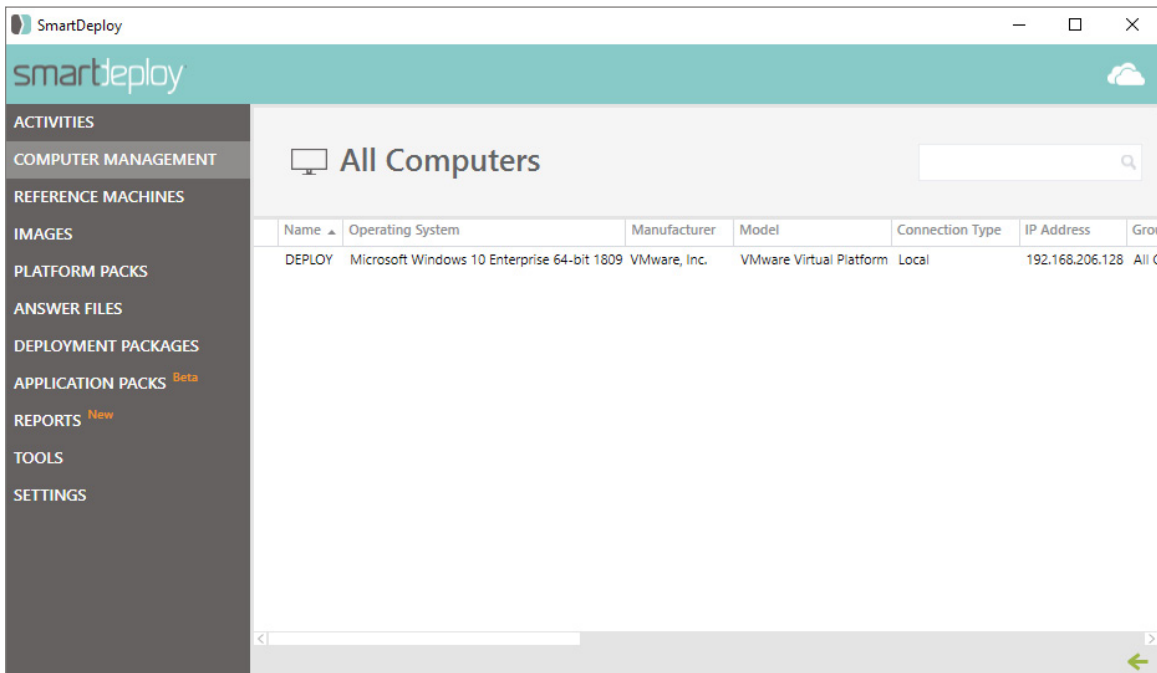 SmartDeploy
smartdeploy
ACTIVITIES
COMPUTER MANAGEMENT
REFERENCE MACHINES
IMAGES
PLATFORM PACKS
ANSWER FILES
DEPLOYMENT PACKAGES
APPLICATION PACKS Beta
REPORTS New
TOOLS
SETTINGS
All Computers
Name Operating System Manufacturer Model Connection Type IP Address Grou
DEPLOY Microsoft Windows 10 Enterprise 64-bit 1809 VMware, Inc. VMware Virtual Platform Local 192.168.206.128 All